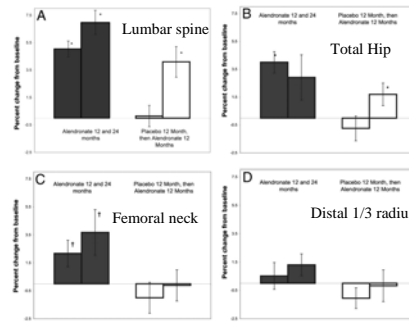 A
Lumbar spine
Percent change from baseline
Alendronate 12 and 24
months
Placebo 12 Month, then
Alendronate 12 Months
B
Alendronate 12 and 24
months
Placebo 12 Month, then
Alendronate 12 Months
Total Hip
Percent change from baseline
C
Alendronate 12 and 24
months
Placebo 12 Month, then
Alendronate 12 Months
Femoral neck
Percent change from baseline
D
Alendronate 12 and 24
months
Placebo 12 Month, then
Alendronate 12 Months
Distal 1/3 radiu
Percent change from baseline